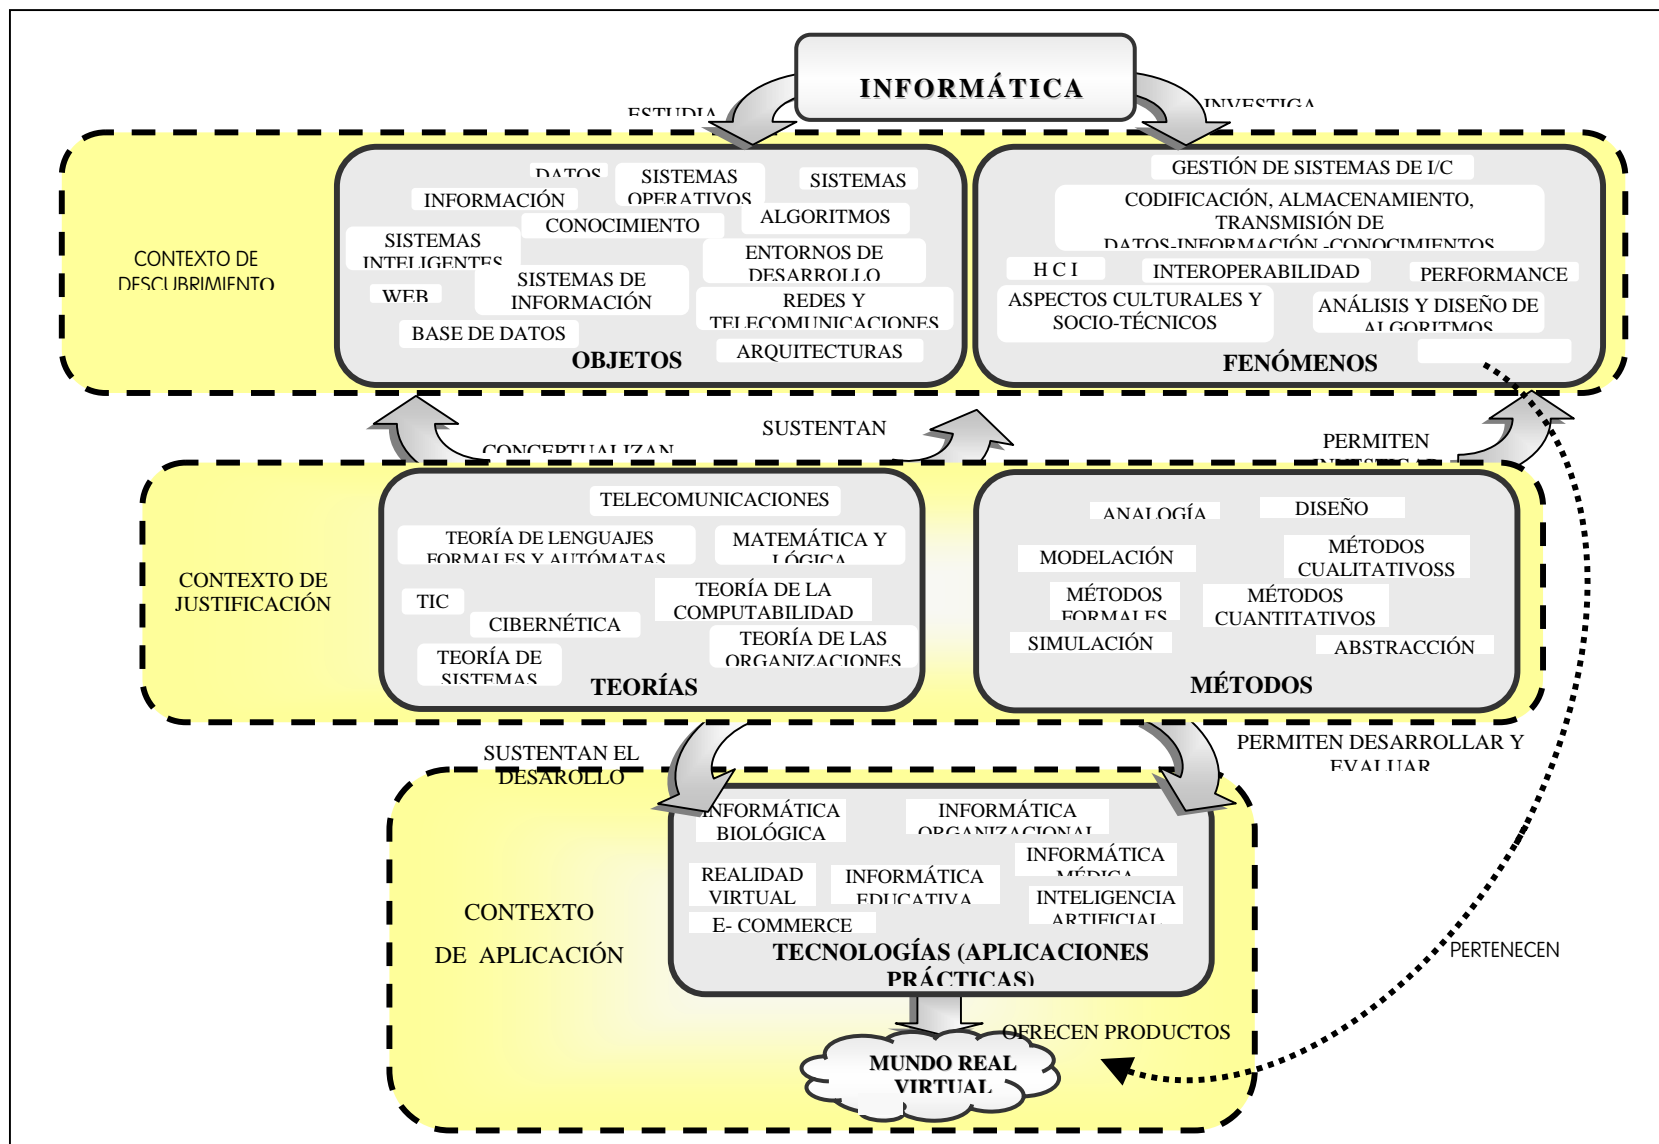 INFORMÁTICA
ESTUDIA
INVESTIGA
CONTEXTO DE
DESCUBRIMIENTO
DATOS
SISTEMAS
OPERATIVOS
SISTEMAS
INFORMACIÓN
CONOCIMIENTO
ALGORITMOS
SISTEMAS
INTELIGENTES
ENTORNOS DE
DESARROLLO
SISTEMAS DE
INFORMACIÓN
WEB
REDES Y
TELECOMUNICACIONES
BASE DE DATOS
ARQUITECTURAS
OBJETOS
GESTIÓN DE SISTEMAS DE I/C
CODIFICACIÓN, ALMACENAMIENTO,
TRANSMISIÓN DE
DATOS-INFORMACIÓN -CONOCIMIENTOS
H C I
INTEROPERABILIDAD
PERFORMANCE
ASPECTOS CULTURALES Y
SOCIO-TÉCNICOS
ANÁLISIS Y DISEÑO DE
ALGORITMOS
FENÓMENOS
CONCEPTUALIZAN
SUSTENTAN
PERMITEN
INVESTIGAR
CONTEXTO DE
JUSTIFICACIÓN
TELECOMUNICACIONES
TEORÍA DE LENGUAJES
FORMALES Y AUTÓMATAS
MATEMÁTICA Y
LÓGICA
TIC
TEORÍA DE LA
COMPUTABILIDAD
CIBERNÉTICA
TEORÍA DE LAS
ORGANIZACIONES
TEORÍA DE
SISTEMAS
TEORÍAS
ANALOGÍA
DISEÑO
MODELACIÓN
MÉTODOS
CUALITATIVOSS
MÉTODOS
FORMALES
MÉTODOS
CUANTITATIVOS
SIMULACIÓN
ABSTRACCIÓN
MÉTODOS
SUSTENTAN EL
DESAROLLO
PERMITEN DESARROLLAR Y
EVALUAR
CONTEXTO
DE APLICACIÓN
INFORMÁTICA
BIOLÓGICA
INFORMÁTICA
ORGANIZACIONAL
INFORMÁTICA
MÉDICA
REALIDAD
VIRTUAL
INFORMÁTICA
EDUCATIVA
INTELIGENCIA
ARTIFICIAL
E- COMMERCE
TECNOLOGÍAS (APLICACIONES
PRÁCTICAS)
PERTENECEN
OFRECEN PRODUCTOS
MUNDO REAL
VIRTUAL